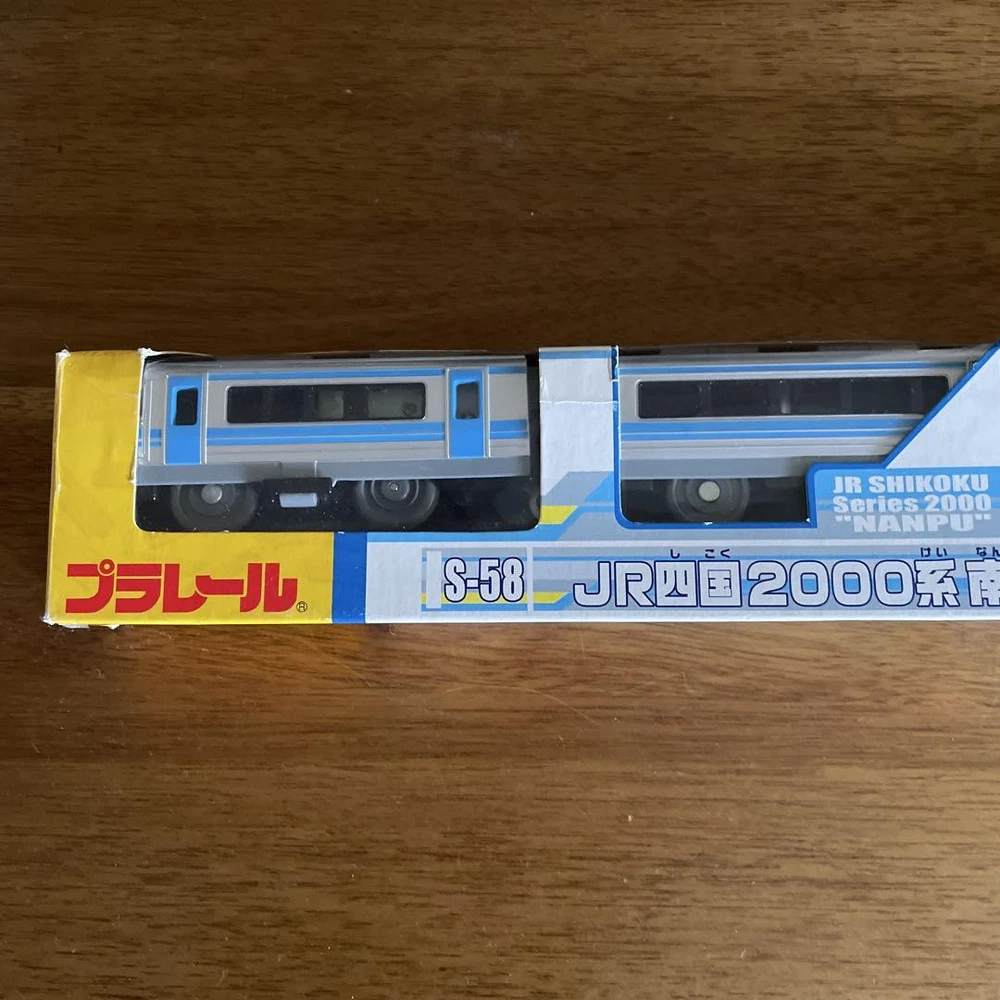 JR SHIKOKU
Series 2000
"NANPU"
プラレール®
S-58
しこく けい なん
JR四国2000系南